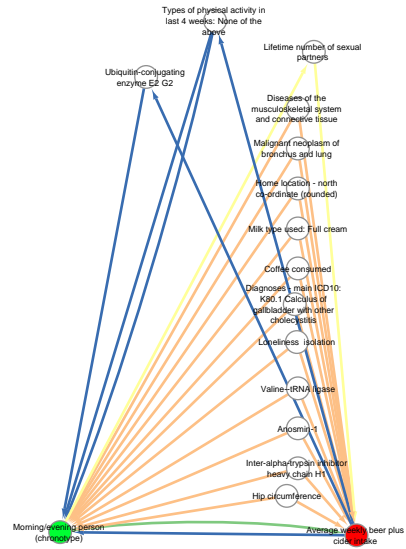 Types of physical activity in
last 4 weeks: None of the
above
Lifetime number of sexual
partners
Ubiquitin-conjugating
enzyme E2 G2
Diseases of the
musculoskeletal system
and connective tissue
Malignant neoplasm of
bronchus and lung
Home location - north
co-ordinate (rounded)
Milk type used: Full cream
Coffee consumed
Diagnoses - main ICD10:
K80.1 Calculus of
gallbladder with other
cholecystitis
Loneliness isolation
Valine--tRNA ligase
Anosmin-1
Inter-alpha-trypsin inhibitor
heavy chain H1
Hip circumference
Morning/evening person
(chronotype)
Average weekly beer plus
cider intake